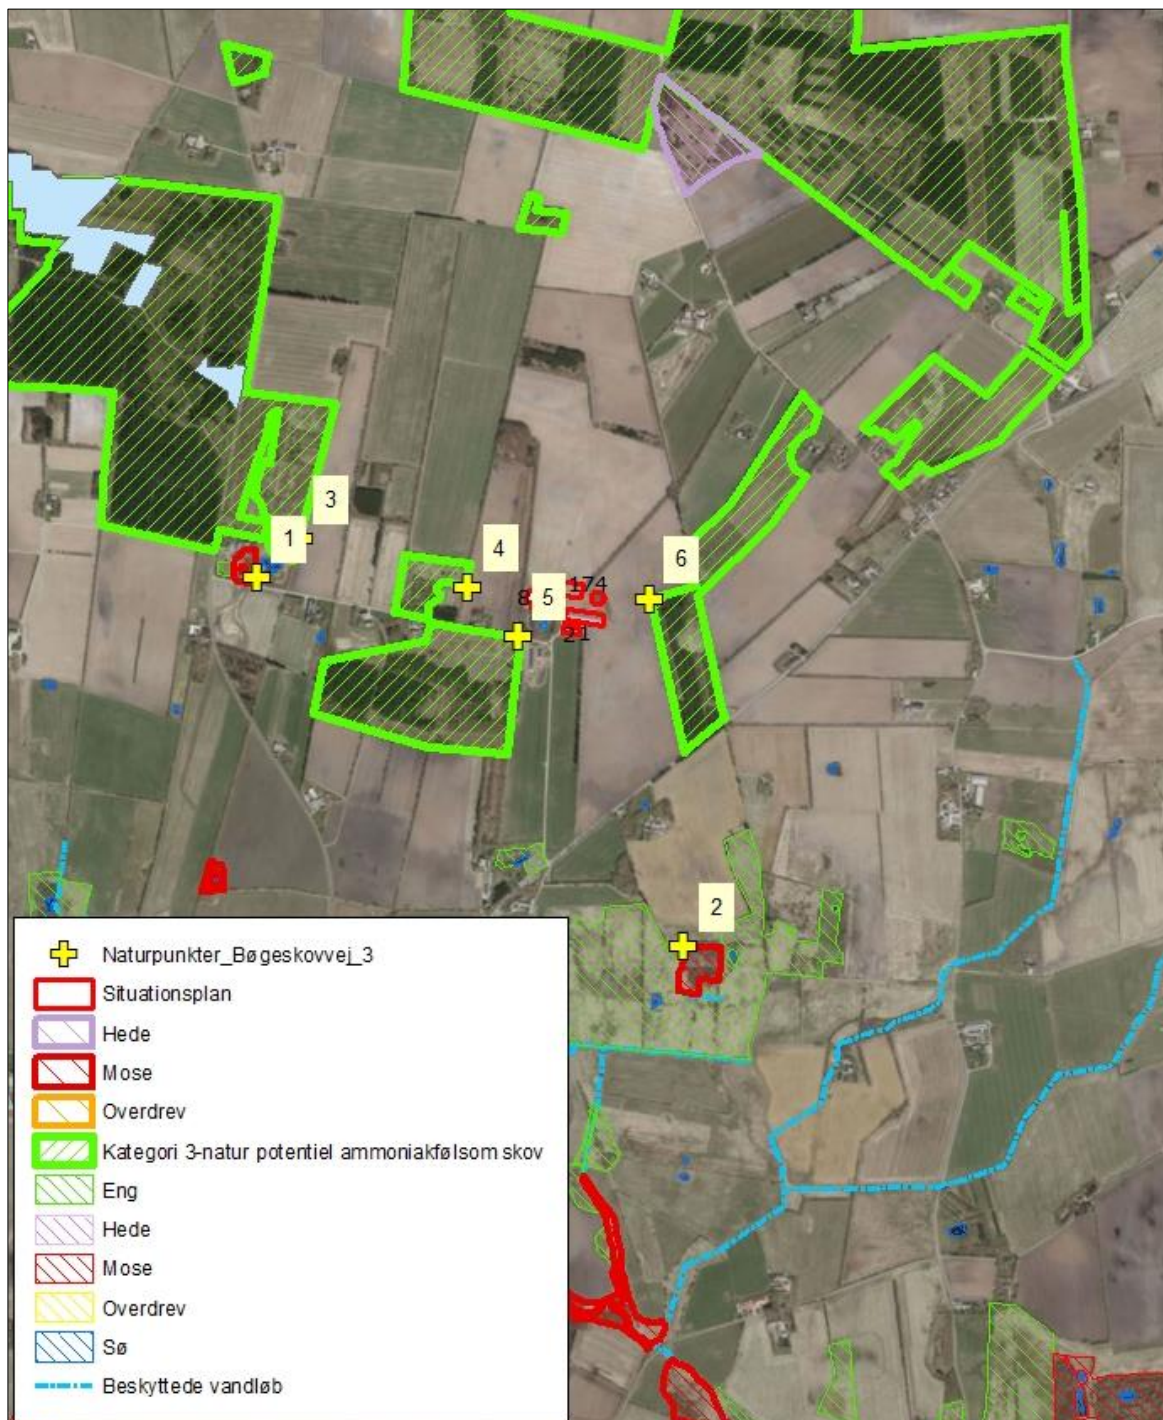 3
1
4
6
8
5
174
21
2
Naturpunkter_Bøgeskovvej_3
Situationsplan
Hede
Mose
Overdrev
Kategori 3-natur potentiel ammoniakfølsom skov
Eng
Hede
Mose
Overdrev
Sø
Beskyttede vandløb